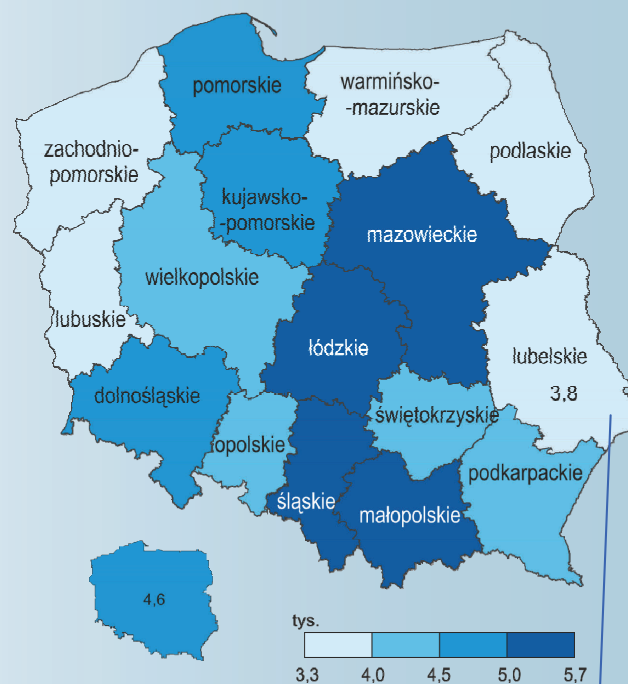 pomorskie
warmińsko-
-mazurskie
zachodnio-
pomorskie
podlaskie
kujawsko-
-pomorskie
mazowieckie
wielkopolskie
lubuskie
łódzkie
lubelskie
3,8
dolnośląskie
świętokrzyskie
opolskie
podkarpackie
śląskie
małopolskie
4,6
tys.
3,3 4,0 4,5 5,0 5,7